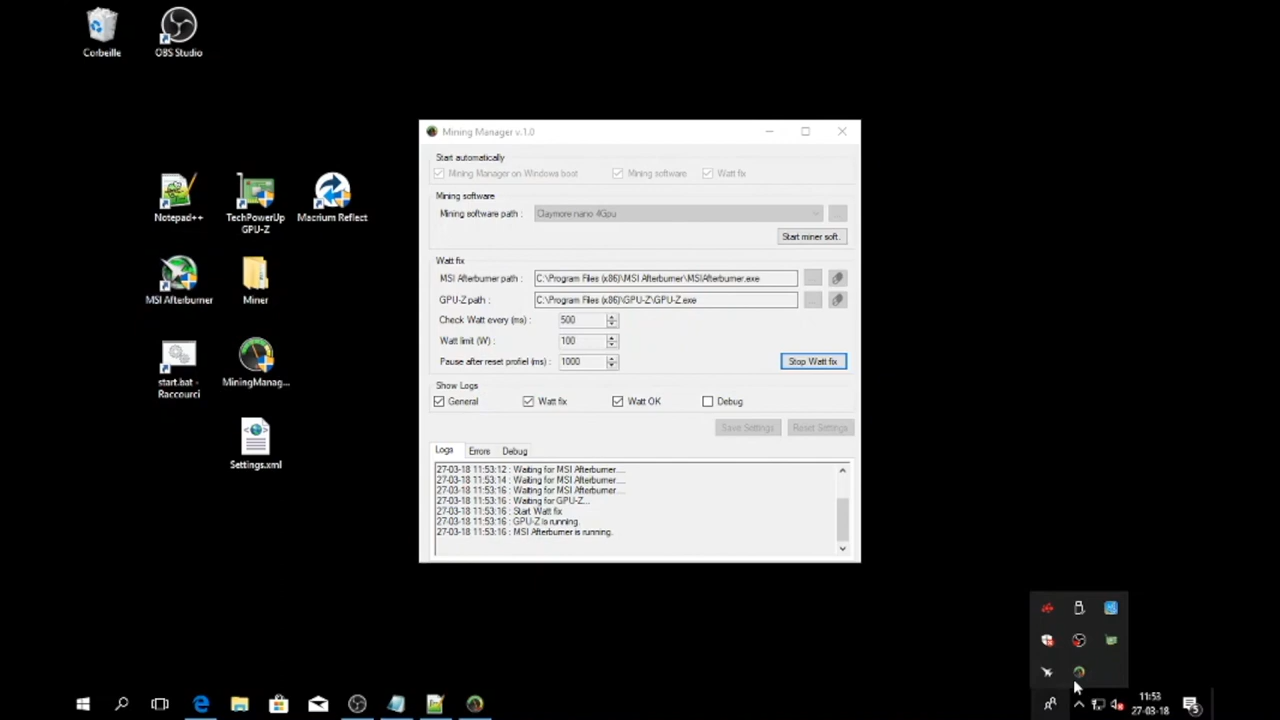 Corbeille
OBS Studio
Notepad++
TechPowerUp GPU-Z
Macrium Reflect
MSI Afterburner
Miner
start.bat - Raccourci
MiningManag...
Settings.xml
Mining Manager v.1.0
Start automatically
Mining Manager on Windows boot
Mining software
Watt fix
Mining software
Mining software path :
Claymore nano 4Gpu
...
Start miner soft.
Watt fix
MSI Afterburner path :
C:\Program Files (x86)\MSI Afterburner\MSIAfterburner.exe
...
GPU-Z path :
C:\Program Files (x86)\GPU-Z\GPU-Z.exe
...
Check Watt every (ms) :
500
Watt limit (W) :
100
Pause after reset profiel (ms) :
1000
Stop Watt fix
Show Logs
General
Watt fix
Watt OK
Debug
Save Settings
Reset Settings
Logs
Errors
Debug
27-03-18 11:53:12 : Waiting for MSI Afterburner....
27-03-18 11:53:14 : Waiting for MSI Afterburner....
27-03-18 11:53:16 : Waiting for MSI Afterburner....
27-03-18 11:53:16 : Waiting for GPU-Z...
27-03-18 11:53:16 : Start Watt fix
27-03-18 11:53:16 : GPU-Z is running.
27-03-18 11:53:16 : MSI Afterburner is running.
11:53
27-03-18
5